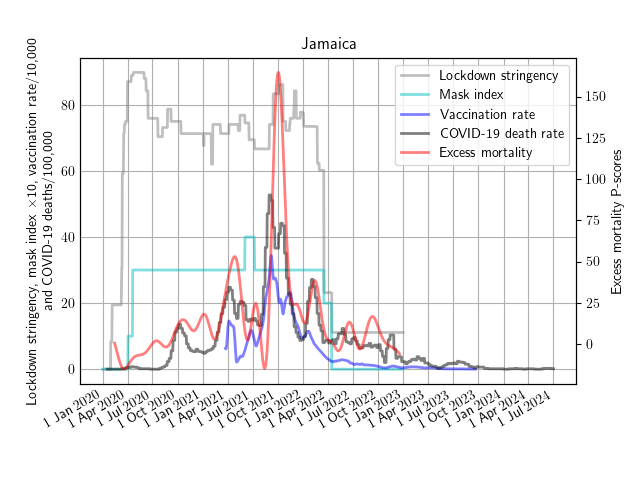 Jamaica
Lockdown stringency, mask index ×10, vaccination rate/10,000
and COVID-19 deaths/100,000
80
60
40
20
0
Lockdown stringency
Mask index
Vaccination rate
COVID-19 death rate
Excess mortality
150
125
100
75
50
25
0
Excess mortality P-scores
1 Jan 2020
1 Apr 2020
1 Jul 2020
1 Oct 2020
1 Jan 2021
1 Apr 2021
1 Jul 2021
1 Oct 2021
1 Jan 2022
1 Apr 2022
1 Jul 2022
1 Oct 2022
1 Jan 2023
1 Apr 2023
1 Jul 2023
1 Oct 2023
1 Jan 2024
1 Apr 2024
1 Jul 2024